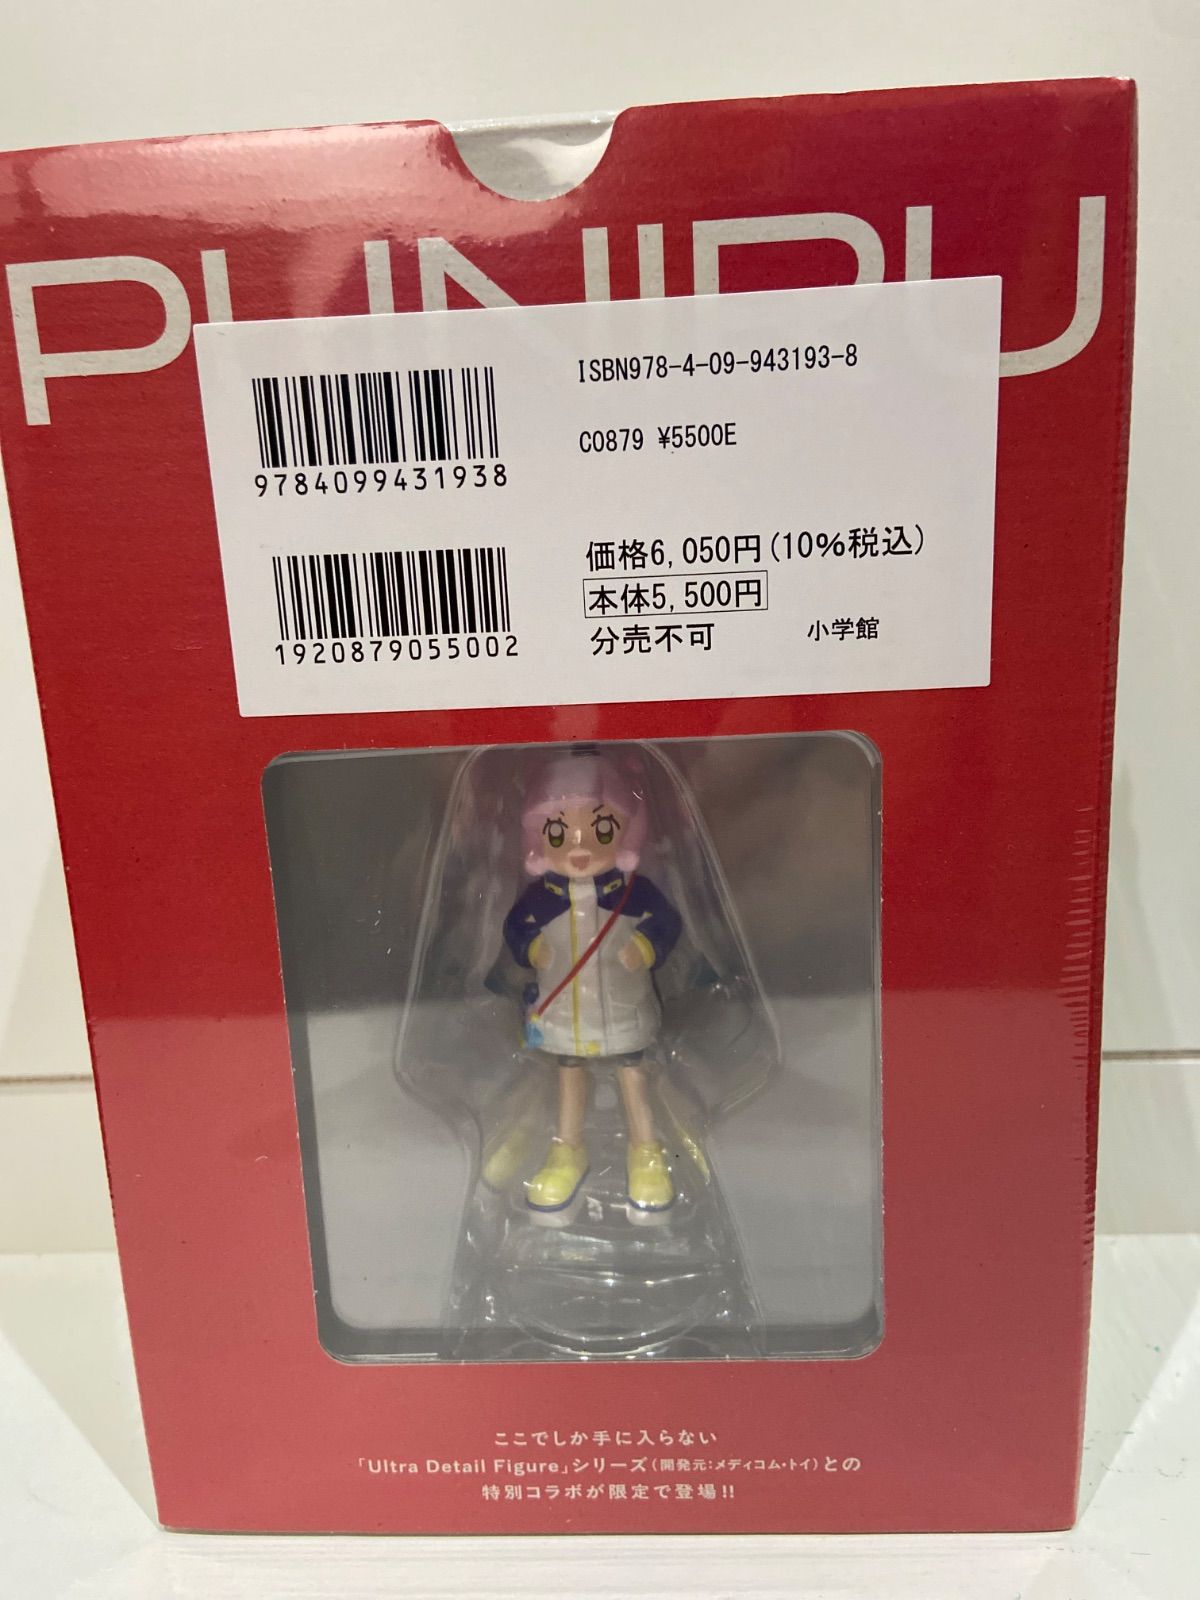 PUNIPU
ISBN978-4-09-943193-8
C0879 ¥5500E
9784099431938
価格6,050円(10%税込)
本体5,500円
分売不可 小学館
1920879055002
ここでしか手に入らない
「Ultra Detail Figure」シリーズ(開発元:メディコム・トイ)との
特別コラボが限定で登場!!